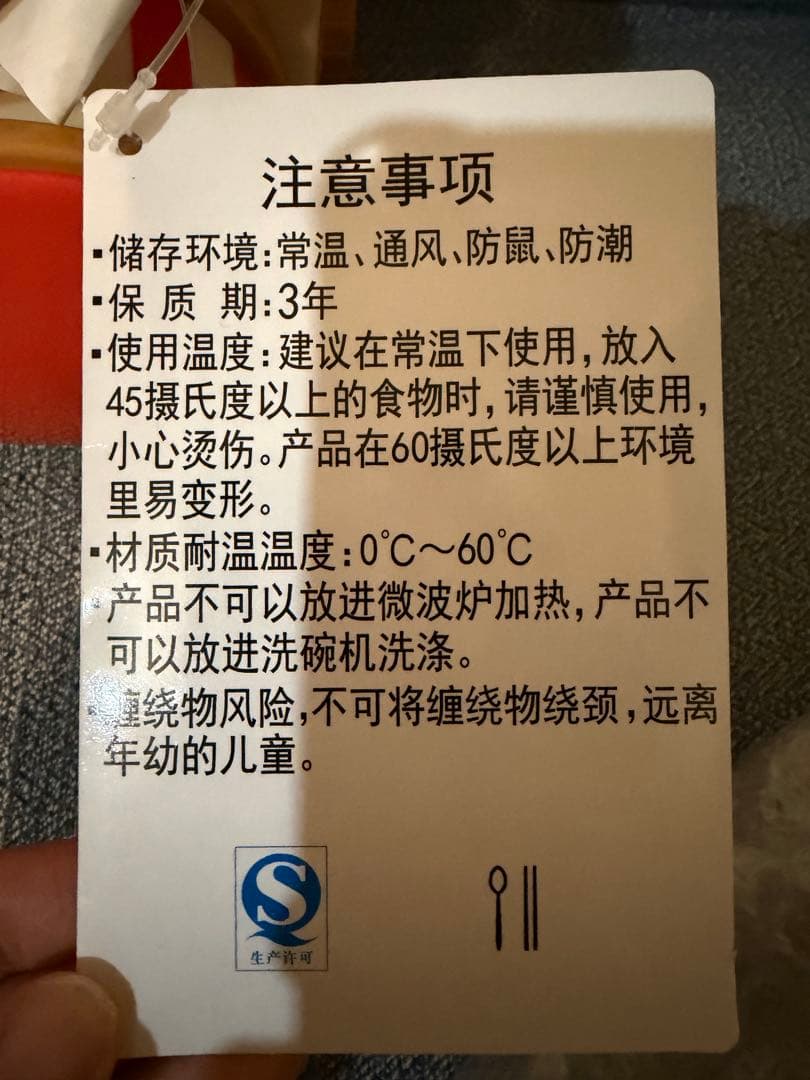 注意事项
▪储存环境:常温、通风、防鼠、防潮
▪保 质 期:3年
▪使用温度:建议在常温下使用,放入
45摄氏度以上的食物时,请谨慎使用,
小心烫伤。产品在60摄氏度以上环境
里易变形。
▪材质耐温温度:0℃～60℃
▪产品不可以放进微波炉加热,产品不
可以放进洗碗机洗涤。
▪缠绕物风险,不可将缠绕物绕颈,远离
年幼的儿童。
生产许可